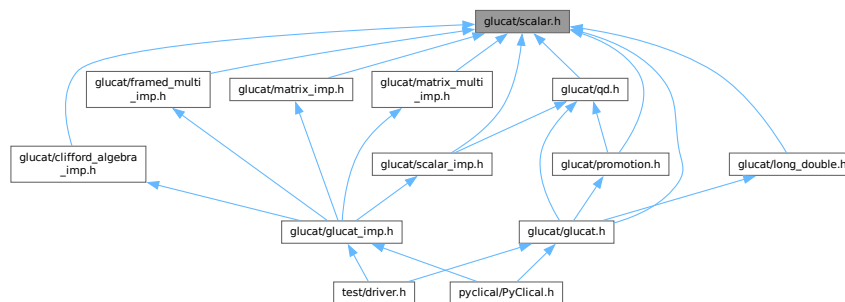 glucat/scalar.h
glucat/framed_multi
_imp.h
glucat/matrix_imp.h
glucat/matrix_multi
_imp.h
glucat/qd.h
glucat/clifford_algebra
_imp.h
glucat/scalar_imp.h
glucat/promotion.h
glucat/long_double.h
glucat/glucat_imp.h
glucat/glucat.h
test/driver.h
pyclical/PyClical.h